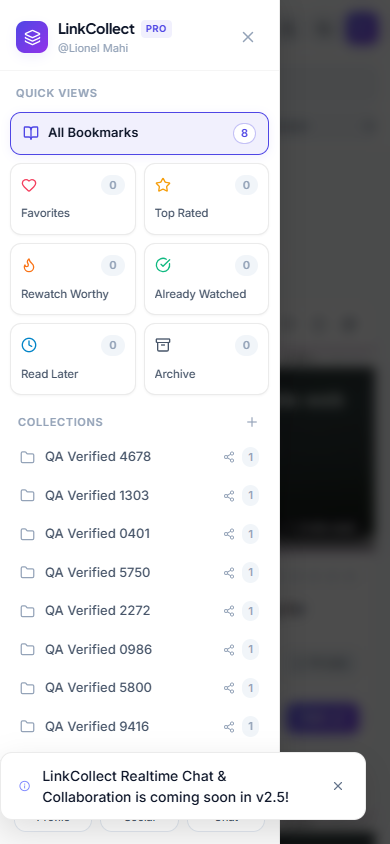 LinkCollect PRO
@Lionel Mahi
QUICK VIEWS
All Bookmarks 8
0 0
Favorites Top Rated
0 0
Rewatch Worthy Already Watched
0 0
Read Later Archive
COLLECTIONS
QA Verified 4678 1
QA Verified 1303 1
QA Verified 0401 1
QA Verified 5750 1
QA Verified 2272 1
QA Verified 0986 1
QA Verified 5800 1
QA Verified 9416 1
LinkCollect Realtime Chat &
Collaboration is coming soon in v2.5!